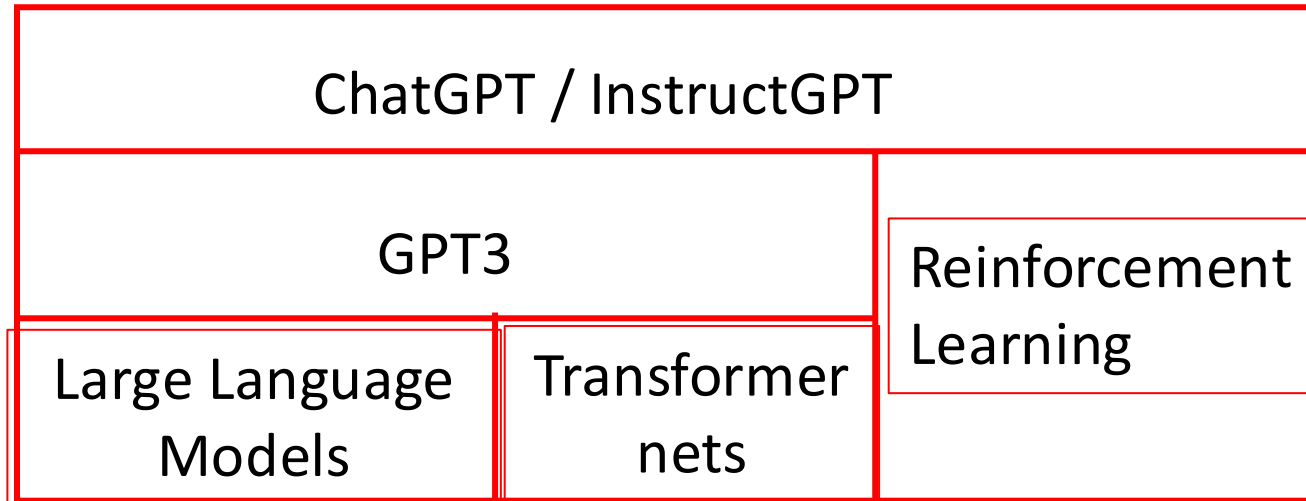 ChatGPT / InstructGPT
GPT3
Reinforcement
Learning
Large Language
Models
Transformer
nets